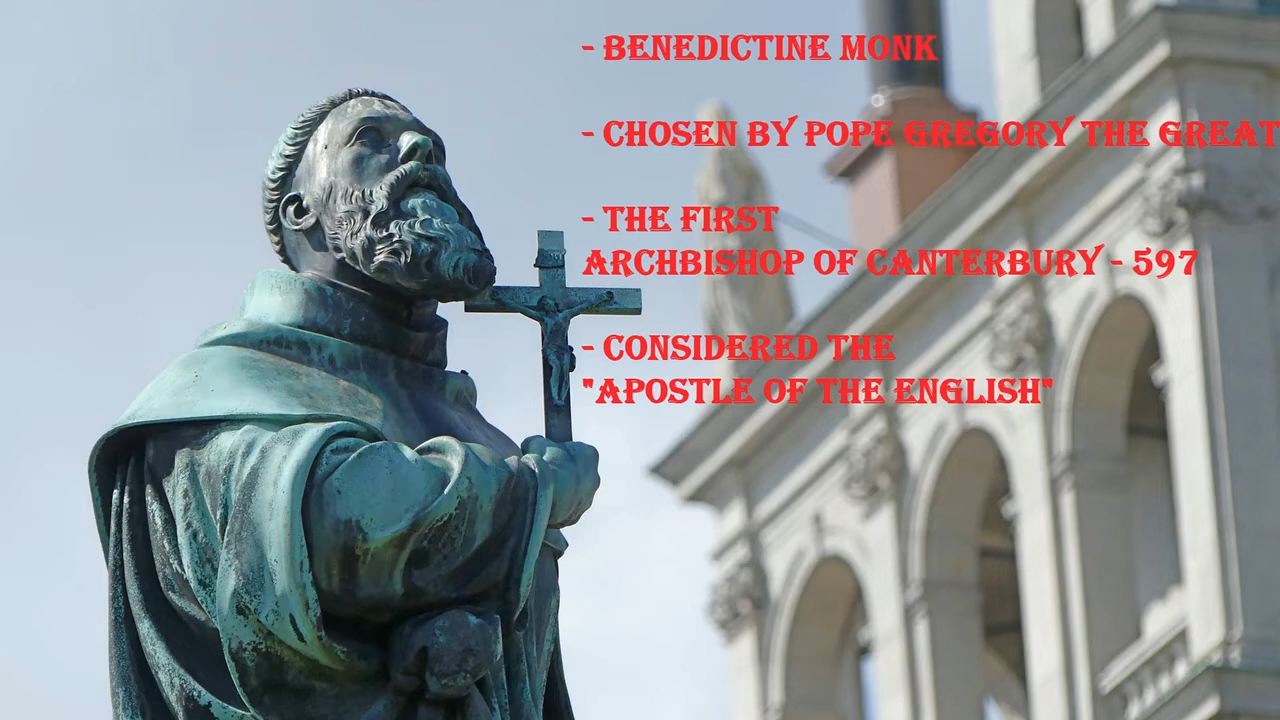 - BENEDICTINE MONK
- CHOSEN BY POPE GREGORY THE GREAT
- THE FIRST
ARCHBISHOP OF CANTERBURY - 597
- CONSIDERED THE
"APOSTLE OF THE ENGLISH"